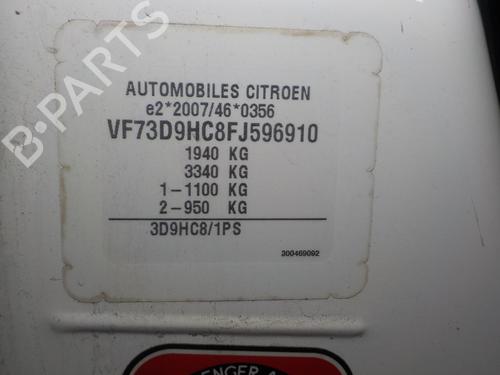 B-PARTS
AUTOMOBILES CITROEN
e2*2007/46*0356
VF73D9HC8FJ596910
1940 KG
3340 KG
1-1100 KG
2-950 KG
3D9HC8/1PS
300469092